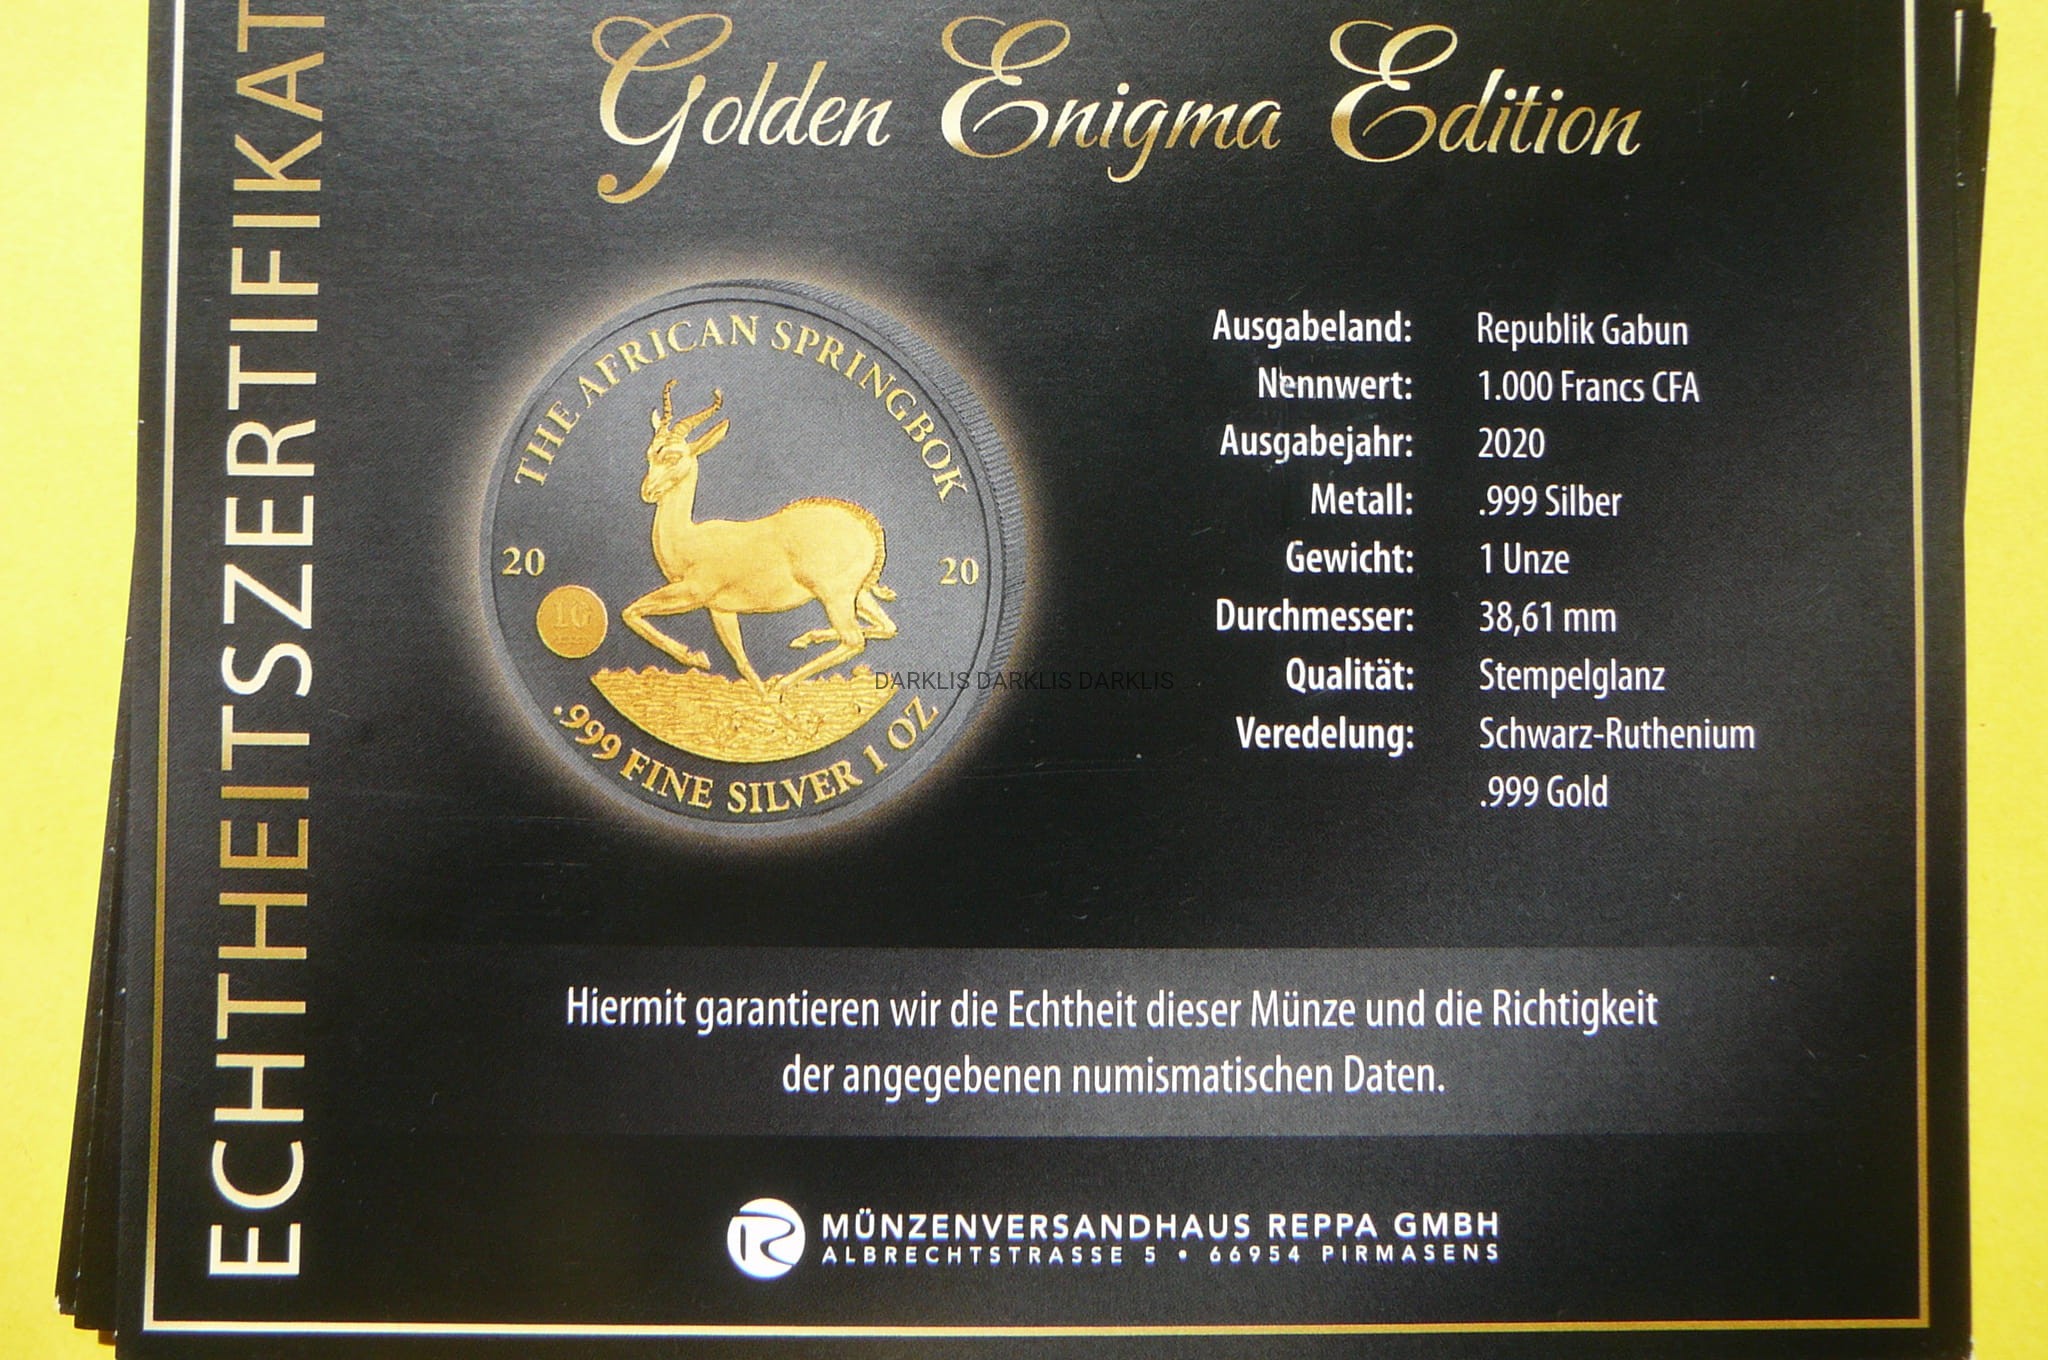 ECHTHEITSZERTIFIKAT
Golden Enigma Edition
THE AFRICAN SPRINGBOK
20 20
.999 FINE SILVER 1 OZ
Ausgabeland: Republik Gabun
Nennwert: 1.000 Francs CFA
Ausgabejahr: 2020
Metall: .999 Silber
Gewicht: 1 Unze
Durchmesser: 38,61 mm
Qualität: Stempelglanz
Veredelung: Schwarz-Ruthenium
.999 Gold
DARKLIS DARKLIS DARKLIS
Hiermit garantieren wir die Echtheit dieser Münze und die Richtigkeit
der angegebenen numismatischen Daten.
MÜNZENVERSANDHAUS REPPA GMBH
ALBRECHTSTRASSE 5 • 66954 PIRMASENS